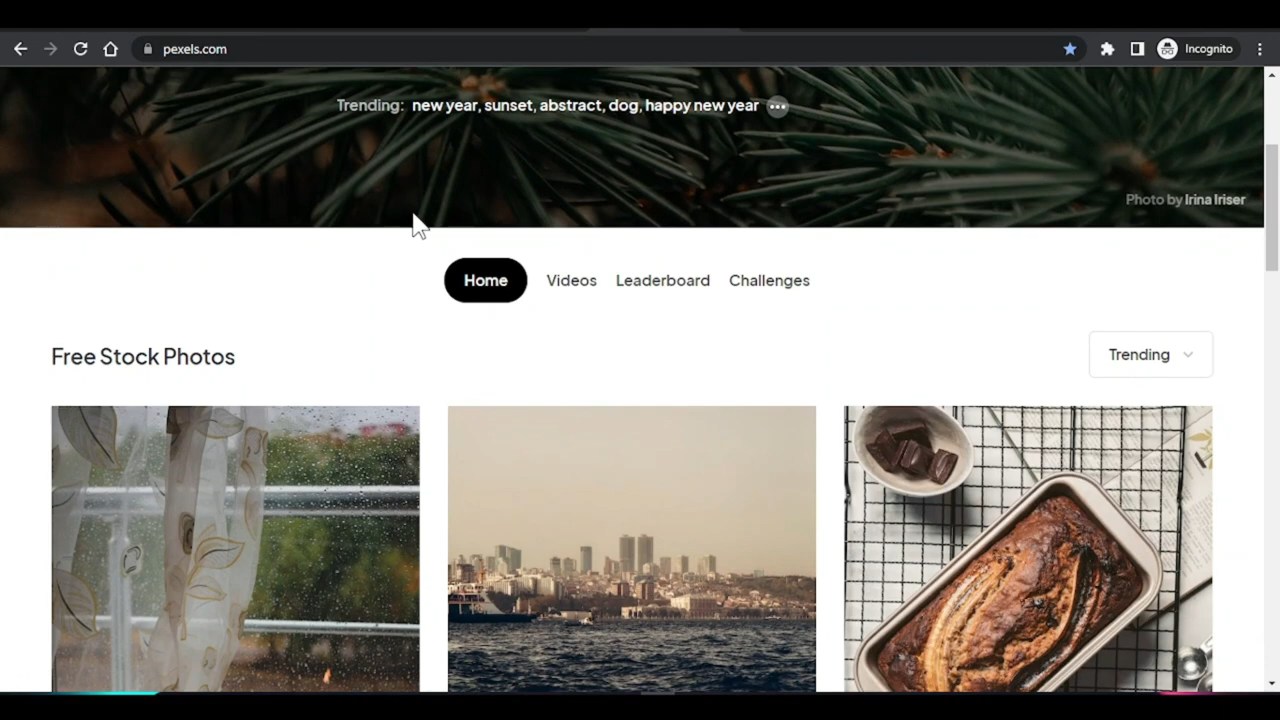 pexels.com
Incognito
Trending: new year, sunset, abstract, dog, happy new year
Photo by Irina Iriser
Home Videos Leaderboard Challenges
Free Stock Photos
Trending